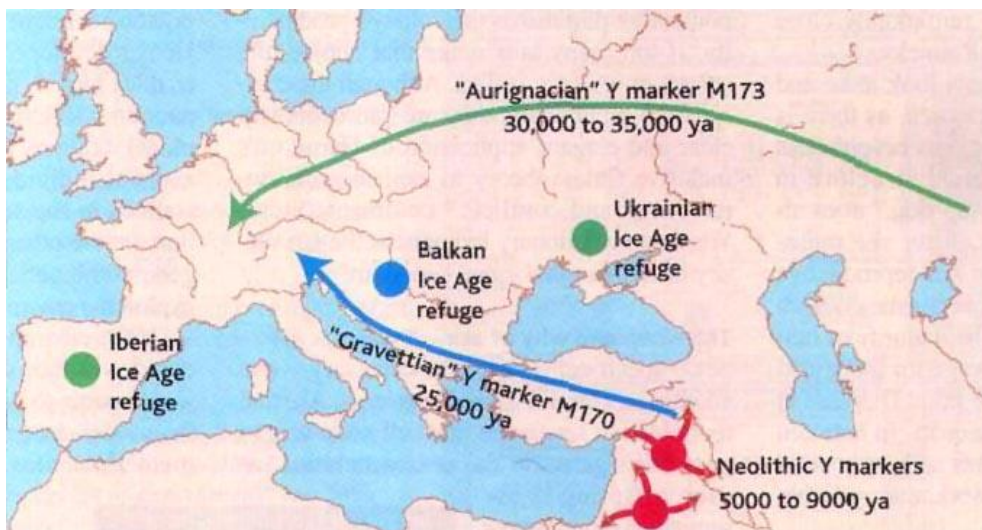 "Aurignacian" Y marker M173
30,000 to 35,000 ya
Ukrainian
Ice Age
refuge
Balkan
Ice Age
refuge
Iberian
Ice Age
refuge
"Gravettian" Y marker M170
25,000 ya
Neolithic Y markers
5000 to 9000 ya